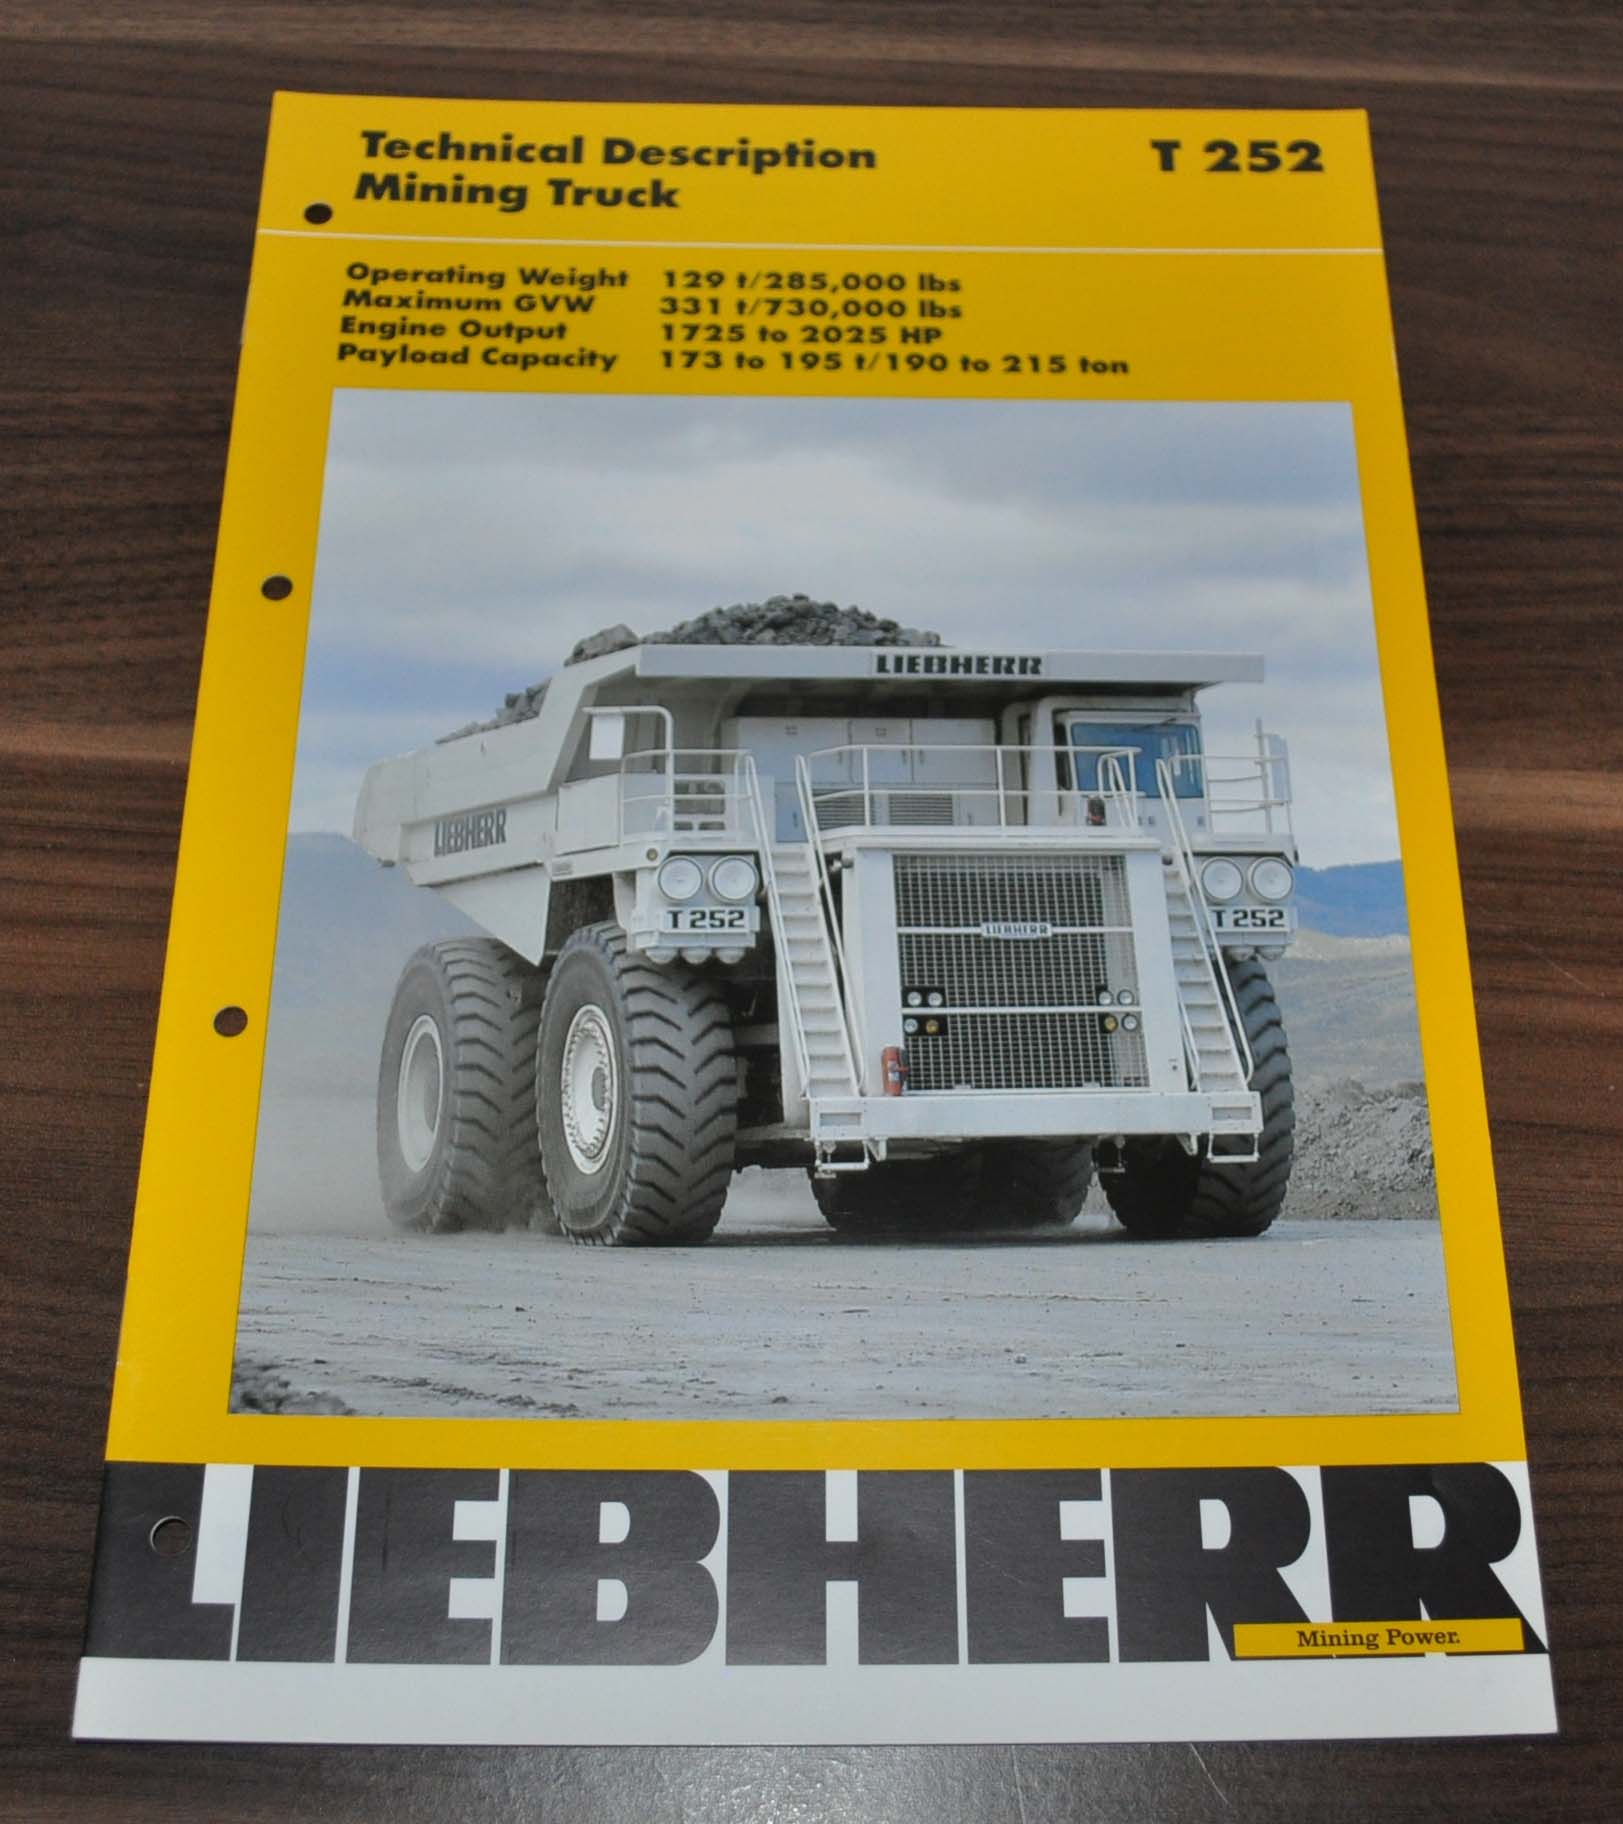 Technical Description
Mining Truck
T 252
Operating Weight 129 t/285,000 lbs
Maximum GVW 331 t/730,000 lbs
Engine Output 1725 to 2025 HP
Payload Capacity 173 to 195 t/190 to 215 ton
LIEBHERR
LIEBHERR
T 252
LIEBHERR
T 252
LIEBHERR
Mining Power.